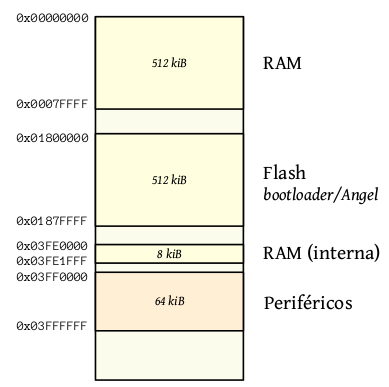 0x00000000
512 kiB
RAM
0x0007FFFF
0x01800000
512 kiB
Flash
bootloader/Angel
0x0187FFFF
0x03FE0000
8 kiB
RAM (interna)
0x03FE1FFF
0x03FF0000
64 kiB
Periféricos
0x03FFFFFF